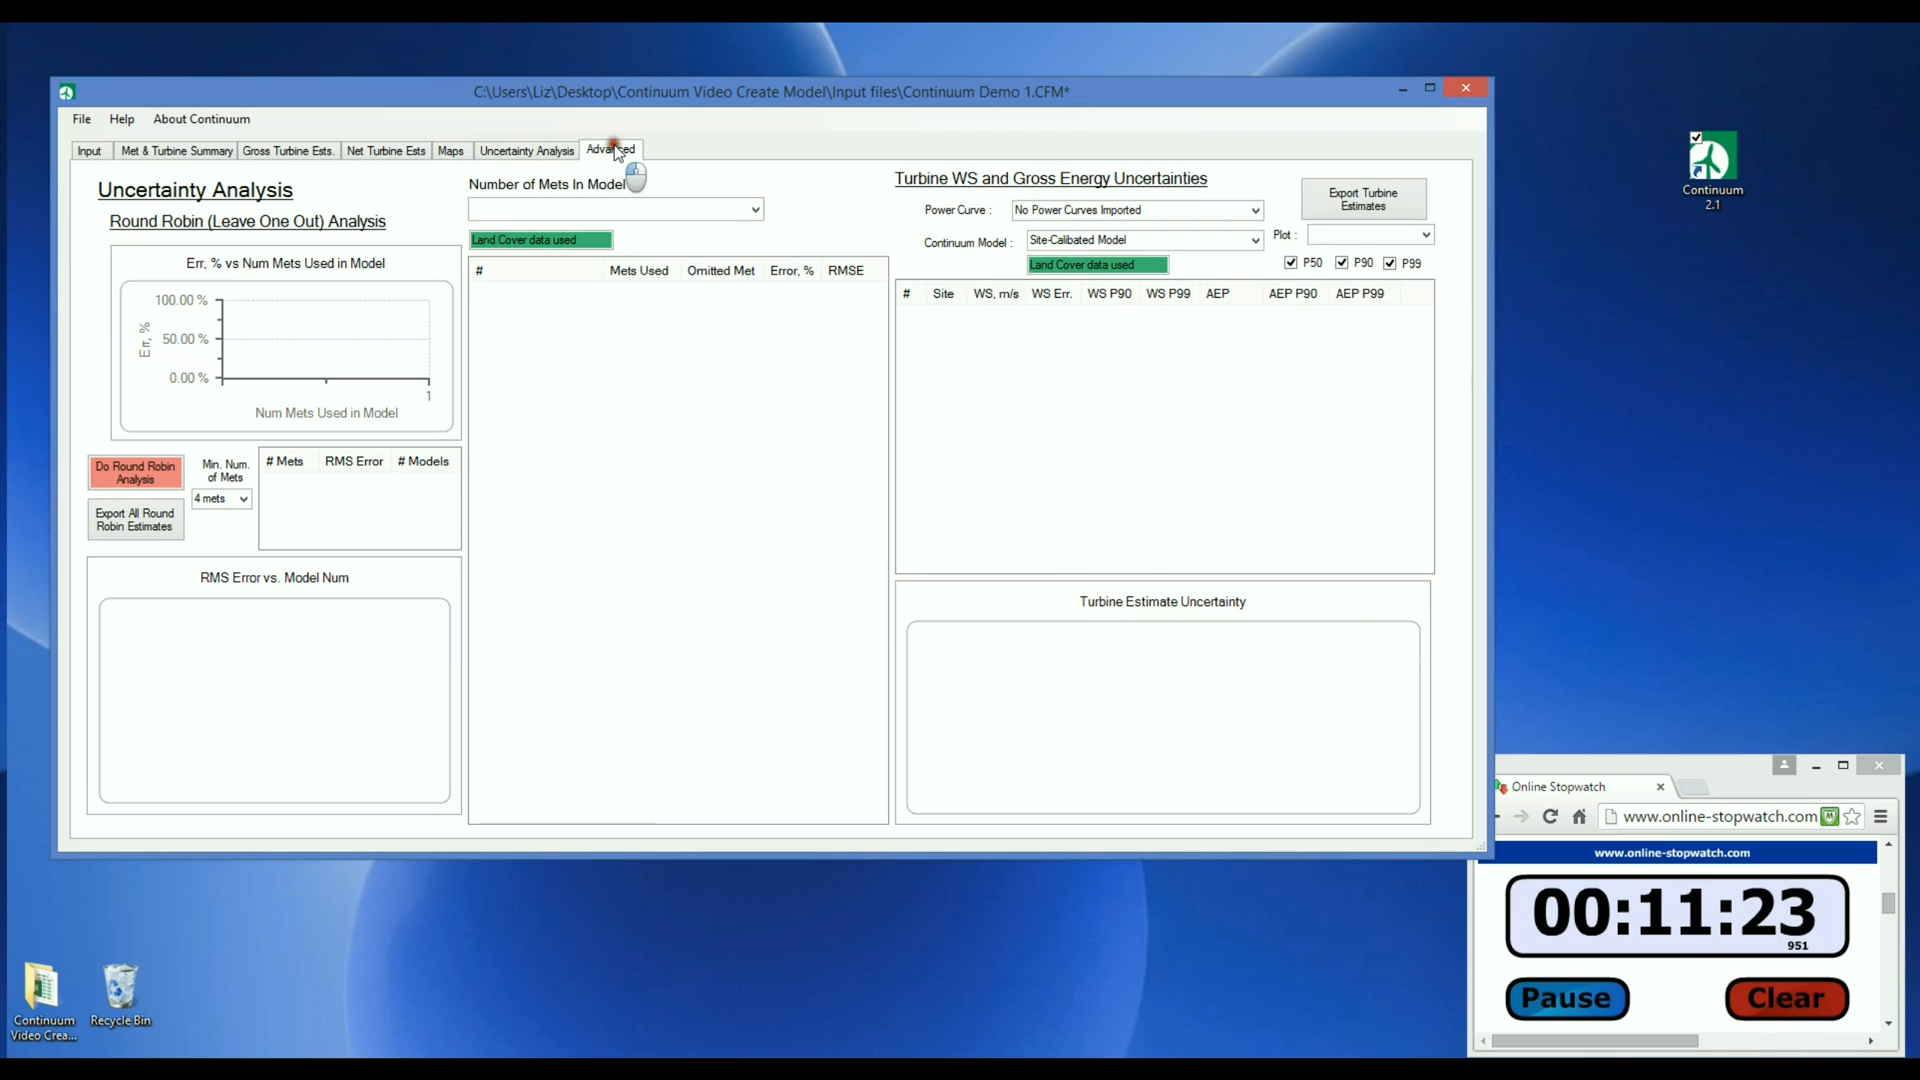 C:\Users\Liz\Desktop\Continuum Video Create Model\Input files\Continuum Demo 1.CFM*
File Help About Continuum
Input Met & Turbine Summary Gross Turbine Ests. Net Turbine Ests Maps Uncertainty Analysis Advanced
Uncertainty Analysis
Round Robin (Leave One Out) Analysis
Err, % vs Num Mets Used in Model
100.00 %
50.00 %
0.00 %
Err, %
1
Num Mets Used in Model
Do Round Robin
Analysis
Min. Num.
of Mets
4 mets
Export All Round
Robin Estimates
# Mets RMS Error # Models
RMS Error vs. Model Num
Number of Mets In Model
Land Cover data used
# Mets Used Omitted Met Error, % RMSE
Turbine WS and Gross Energy Uncertainties
Power Curve : No Power Curves Imported
Export Turbine
Estimates
Continuum Model : Site-Calibated Model
Plot :
Land Cover data used
P50 P90 P99
# Site WS, m/s WS Err. WS P90 WS P99 AEP AEP P90 AEP P99
Turbine Estimate Uncertainty
Continuum
2.1
Continuum
Video Crea...
Recycle Bin
Online Stopwatch
www.online-stopwatch.com
www.online-stopwatch.com
00:11:23
951
Pause
Clear